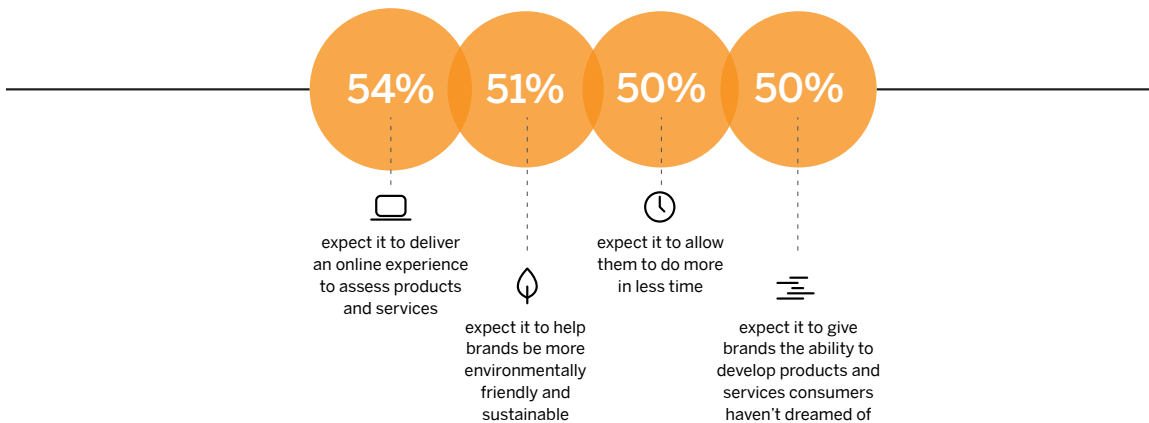 54%
51%
50%
50%
expect it to deliver
an online experience
to assess products
and services
expect it to help
brands be more
environmentally
friendly and
sustainable
expect it to allow
them to do more
in less time
expect it to give
brands the ability to
develop products and
services consumers
haven't dreamed of